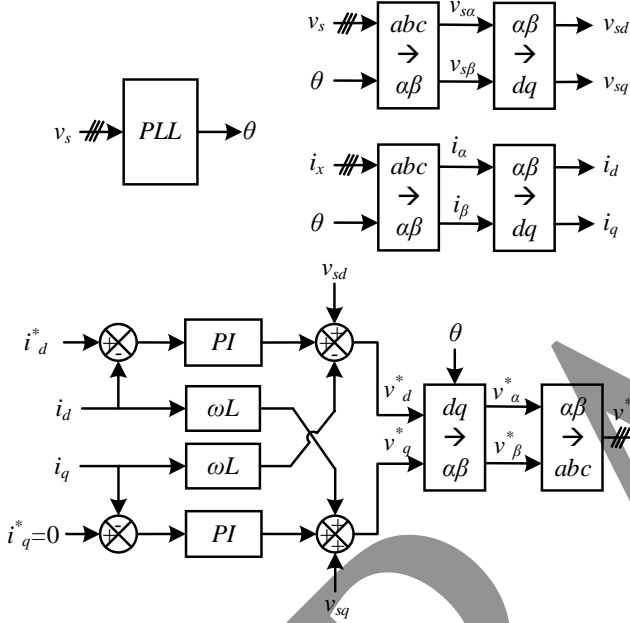 v_s abc v_sα αβ v_sd
→ →
θ αβ v_sβ dq v_sq
v_s PLL θ
i_x abc i_α αβ i_d
→ →
θ αβ i_β dq i_q
v_sd
i*_d + - PI + + -
θ
i_d ωL v*_d dq v*_α αβ v*
→ →
i_q ωL v*_q αβ v*_β abc
i*_q=0 + - PI + + +
v_sq